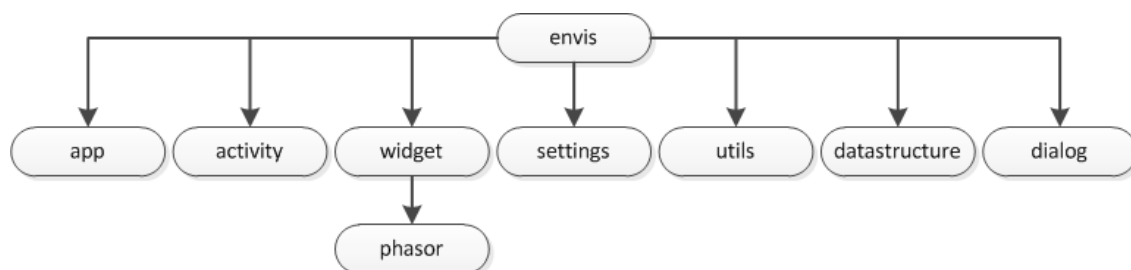 envis
app
activity
widget
settings
utils
datastructure
dialog
phasor